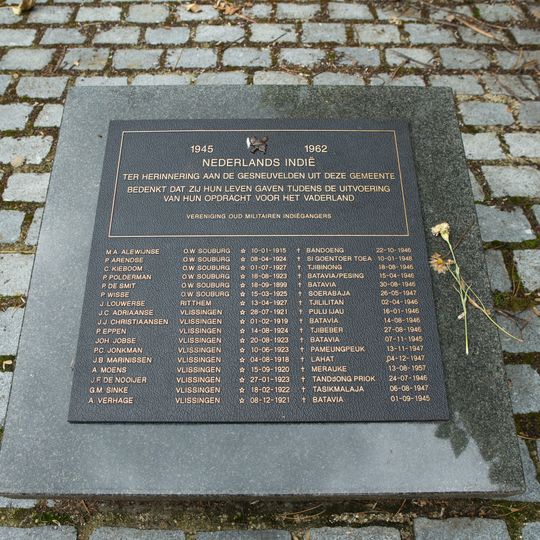 1945 1962
NEDERLANDS INDIË
TER HERINNERING AAN DE GESNEUVELDEN UIT DEZE GEMEENTE
BEDENKT DAT ZIJ HUN LEVEN GAVEN TIJDENS DE UITVOERING
VAN HUN OPDRACHT VOOR HET VADERLAND
VERENIGING OUD MILITAIREN INDIËGANGERS
M.A. ALEWIJNSE O.W. SOUBURG ☆ 10-01-1915 † BANDOENG 22-10-1946
P. ARENDSE O.W. SOUBURG ☆ 08-04-1924 † SI GOENTOER TOEA 10-01-1948
C. KIEBOOM O.W. SOUBURG ☆ 01-07-1927 † TJIBINONG 18-08-1946
P. POLDERMAN O.W. SOUBURG ☆ 18-08-1923 † BATAVIA/PESING 15-04-1946
P. DE SMIT O.W. SOUBURG ☆ 18-09-1899 † BATAVIA 30-08-1946
P. WISSE O.W. SOUBURG ☆ 15-03-1925 † SOERABAJA 26-05-1947
J. LOUWERSE RITTHEM ☆ 13-04-1927 † TJILILITAN 02-04-1946
J.C. ADRIAANSE VLISSINGEN ☆ 28-07-1921 † PULUIJAU 16-01-1946
J.J. CHRISTIAANSEN VLISSINGEN ☆ 01-02-1919 † BATAVIA 14-08-1946
P. EPPEN VLISSINGEN ☆ 14-08-1924 † TJIBEBER 27-08-1946
JOH. JOBSE VLISSINGEN ☆ 20-08-1923 † BATAVIA 07-11-1945
P.C. JONKMAN VLISSINGEN ☆ 10-06-1923 † PAMEUNGPEUK 13-11-1947
J.B. MARINISSEN VLISSINGEN ☆ 04-08-1918 † LAHAT 04-12-1947
A. MOENS VLISSINGEN ☆ 15-09-1920 † MERAUKE 13-08-1957
J.F. DE NOOIJER VLISSINGEN ☆ 27-01-1923 † TANDJONG PRIOK 24-07-1946
G.M. SINKE VLISSINGEN ☆ 18-02-1922 † TASIKMALAJA 06-08-1947
A. VERHAGE VLISSINGEN ☆ 08-12-1921 † BATAVIA 01-09-1945